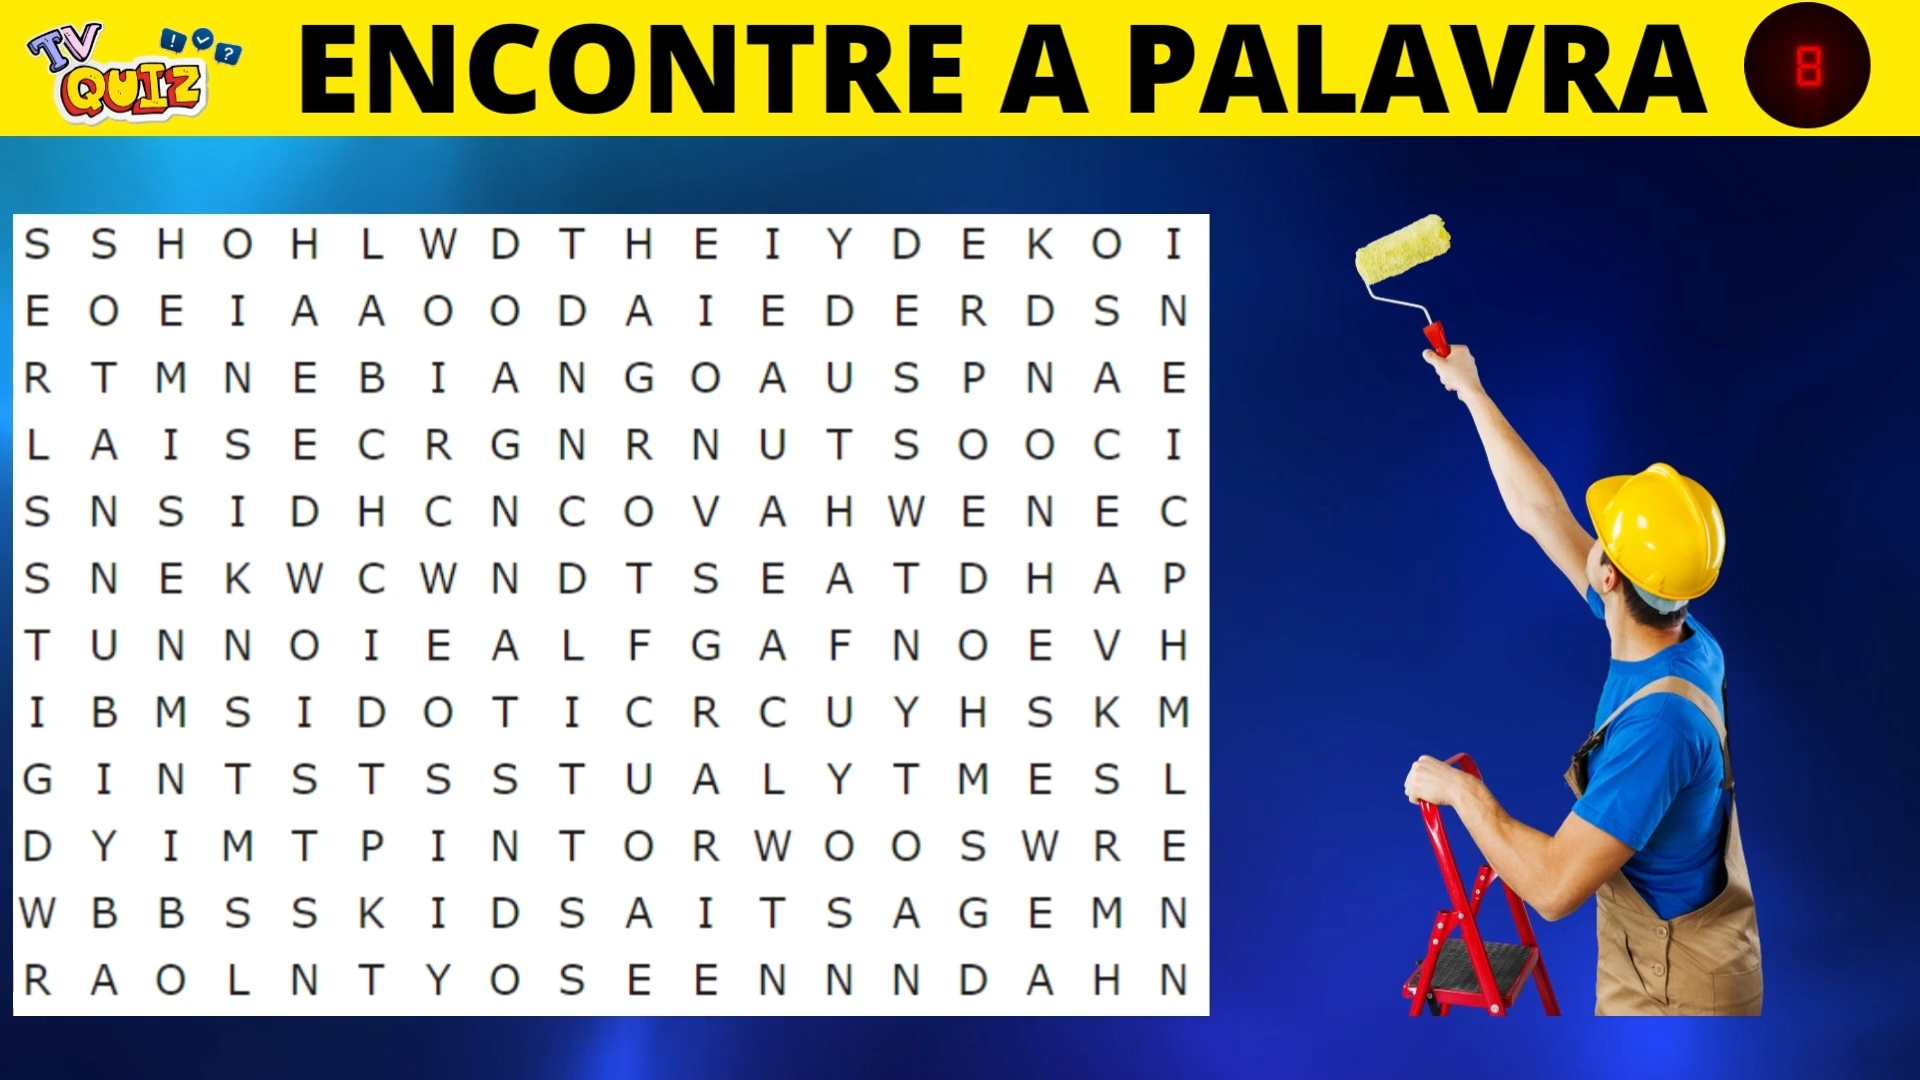 TV QUIZ ! ? ENCONTRE A PALAVRA 8
S S H O H L W D T H E I Y D E K O I
E O E I A A O O D A I E D E R D S N
R T M N E B I A N G O A U S P N A E
L A I S E C R G N R N U T S O O C I
S N S I D H C N C O V A H W E N E C
S N E K W C W N D T S E A T D H A P
T U N N O I E A L F G A F N O E V H
I B M S I D O T I C R C U Y H S K M
G I N T S T S S T U A L Y T M E S L
D Y I M T P I N T O R W O O S W R E
W B B S S K I D S A I T S A G E M N
R A O L N T Y O S E E N N N D A H N